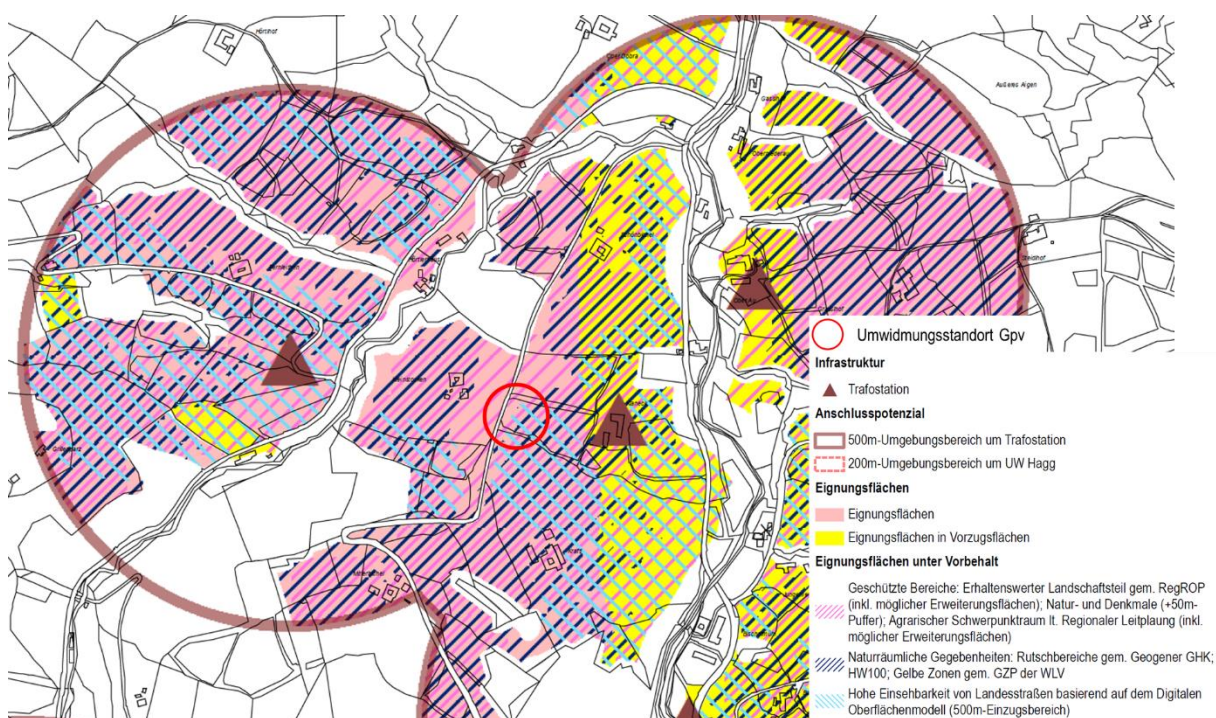 Äußeres Aigen
Umwidmungsstandort Gpv
Infrastruktur
Trafostation
Anschlusspotenzial
500m-Umgebungsbereich um Trafostation
200m-Umgebungsbereich um UW Hagg
Eignungsflächen
Eignungsflächen
Eignungsflächen in Vorzugsflächen
Eignungsflächen unter Vorbehalt
Geschützte Bereiche: Erhaltenswerter Landschaftsteil gem. RegROP
(inkl. möglicher Erweiterungsflächen); Natur- und Denkmale (+50m-
Puffer); Agrarischer Schwerpunktraum lt. Regionaler Leitplanung (inkl.
möglicher Erweiterungsflächen)
Naturräumliche Gegebenheiten: Rutschbereiche gem. Geogener GHK;
HW100; Gelbe Zonen gem. GZP der WLV
Hohe Einsehbarkeit von Landesstraßen basierend auf dem Digitalen
Oberflächenmodell (500m-Einzugsbereich)